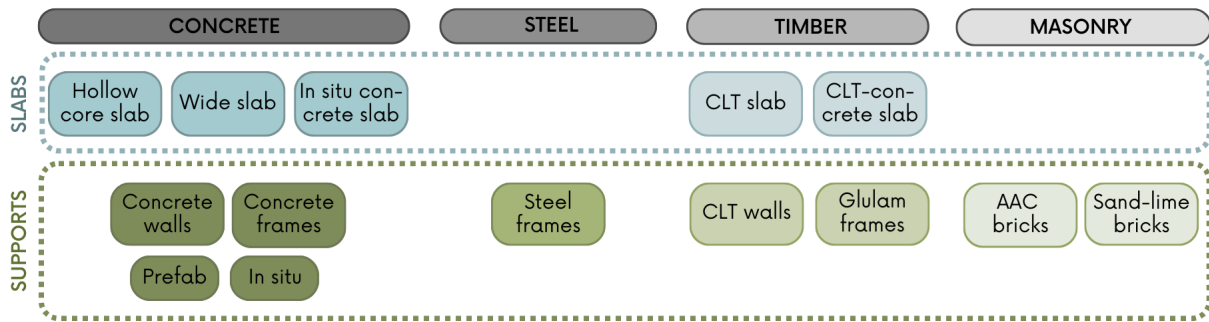 CONCRETE
STEEL
TIMBER
MASONRY
SLABS
Hollow
core slab
Wide slab
In situ con-
crete slab
CLT slab
CLT-con-
crete slab
SUPPORTS
Concrete
walls
Concrete
frames
Steel
frames
CLT walls
Glulam
frames
AAC
bricks
Sand-lime
bricks
Prefab
In situ